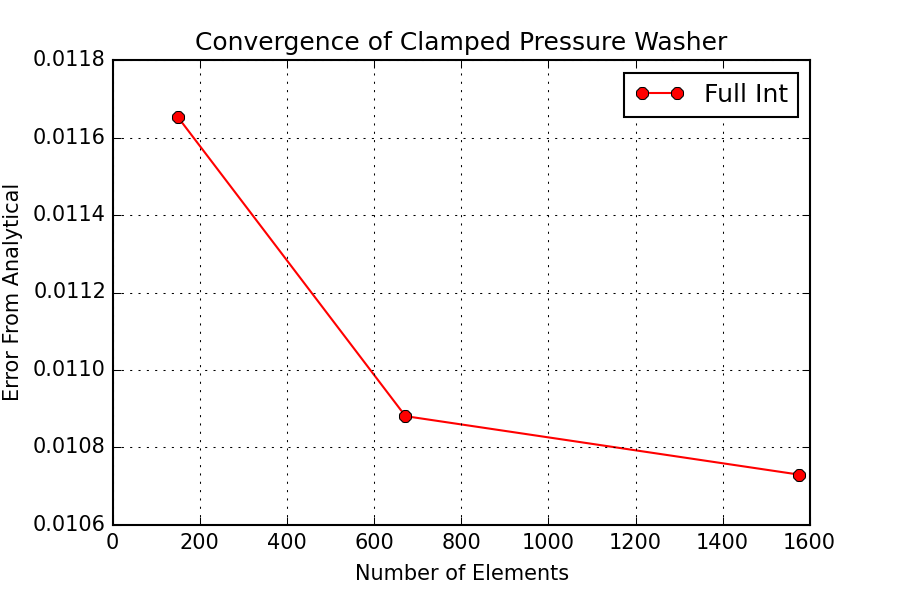 Convergence of Clamped Pressure Washer
Full Int
Error From Analytical
0.0118
0.0116
0.0114
0.0112
0.0110
0.0108
0.0106
0 200 400 600 800 1000 1200 1400 1600
Number of Elements